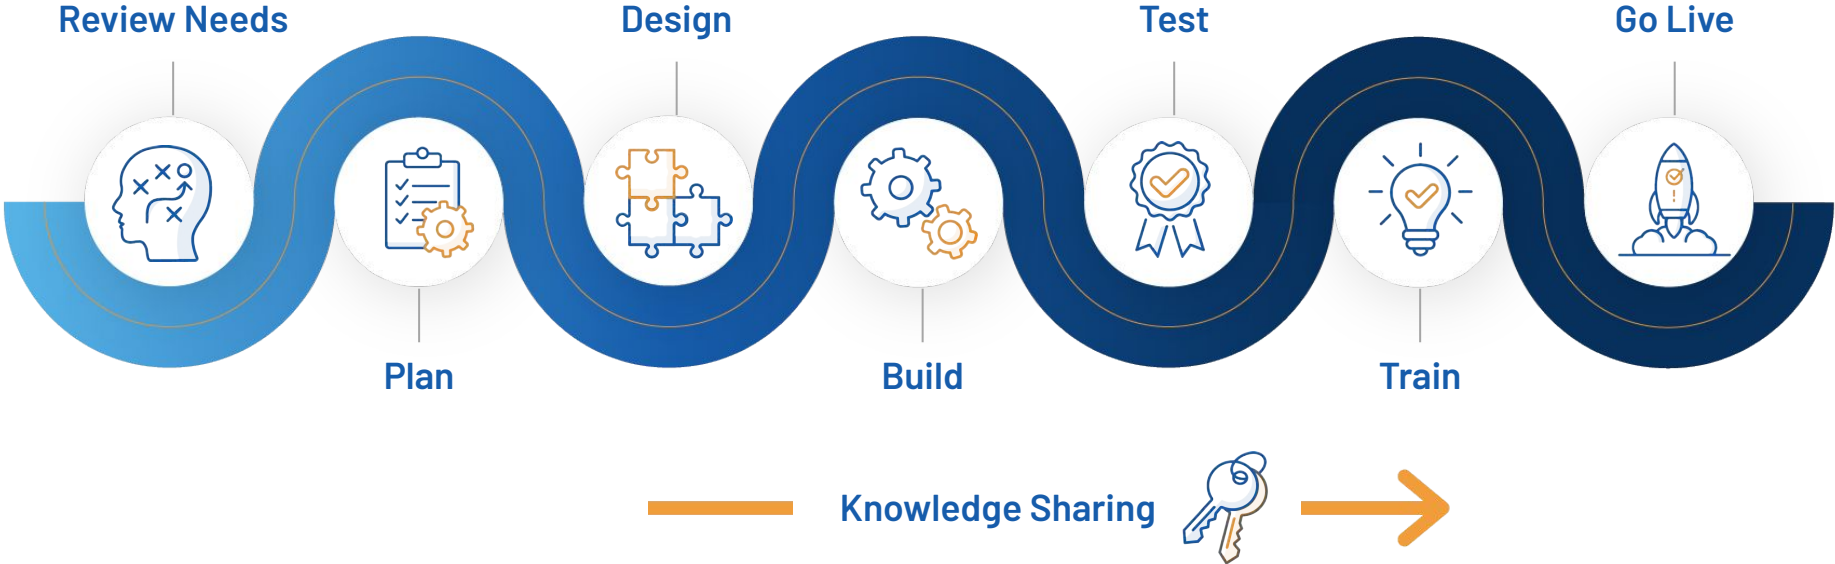 Review Needs
Design
Test
Go Live
Plan
Build
Train
Knowledge Sharing